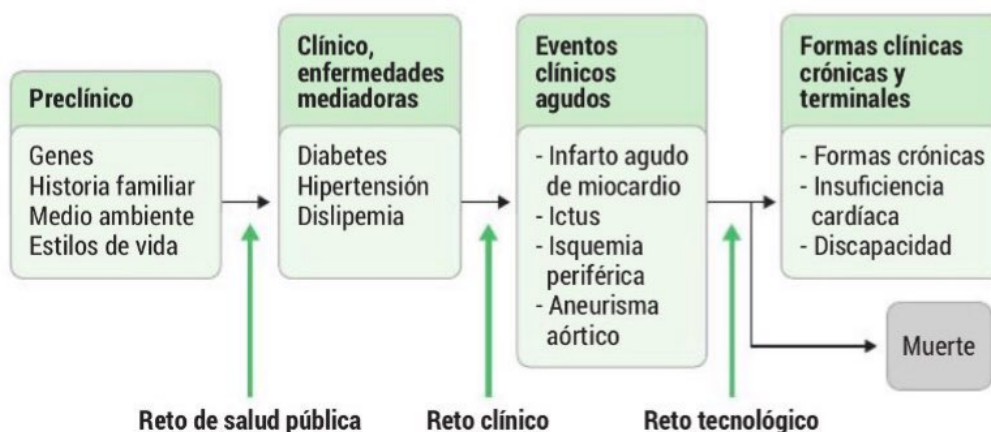 Preclínico
Genes
Historia familiar
Medio ambiente
Estilos de vida
Clínico,
enfermedades
mediadoras
Diabetes
Hipertensión
Dislipemia
Eventos
clínicos
agudos
- Infarto agudo
de miocardio
- Ictus
- Isquemia
periférica
- Aneurisma
aórtico
Formas clínicas
crónicas y
terminales
- Formas crónicas
- Insuficiencia
cardíaca
- Discapacidad
Muerte
Reto de salud pública
Reto clínico
Reto tecnológico